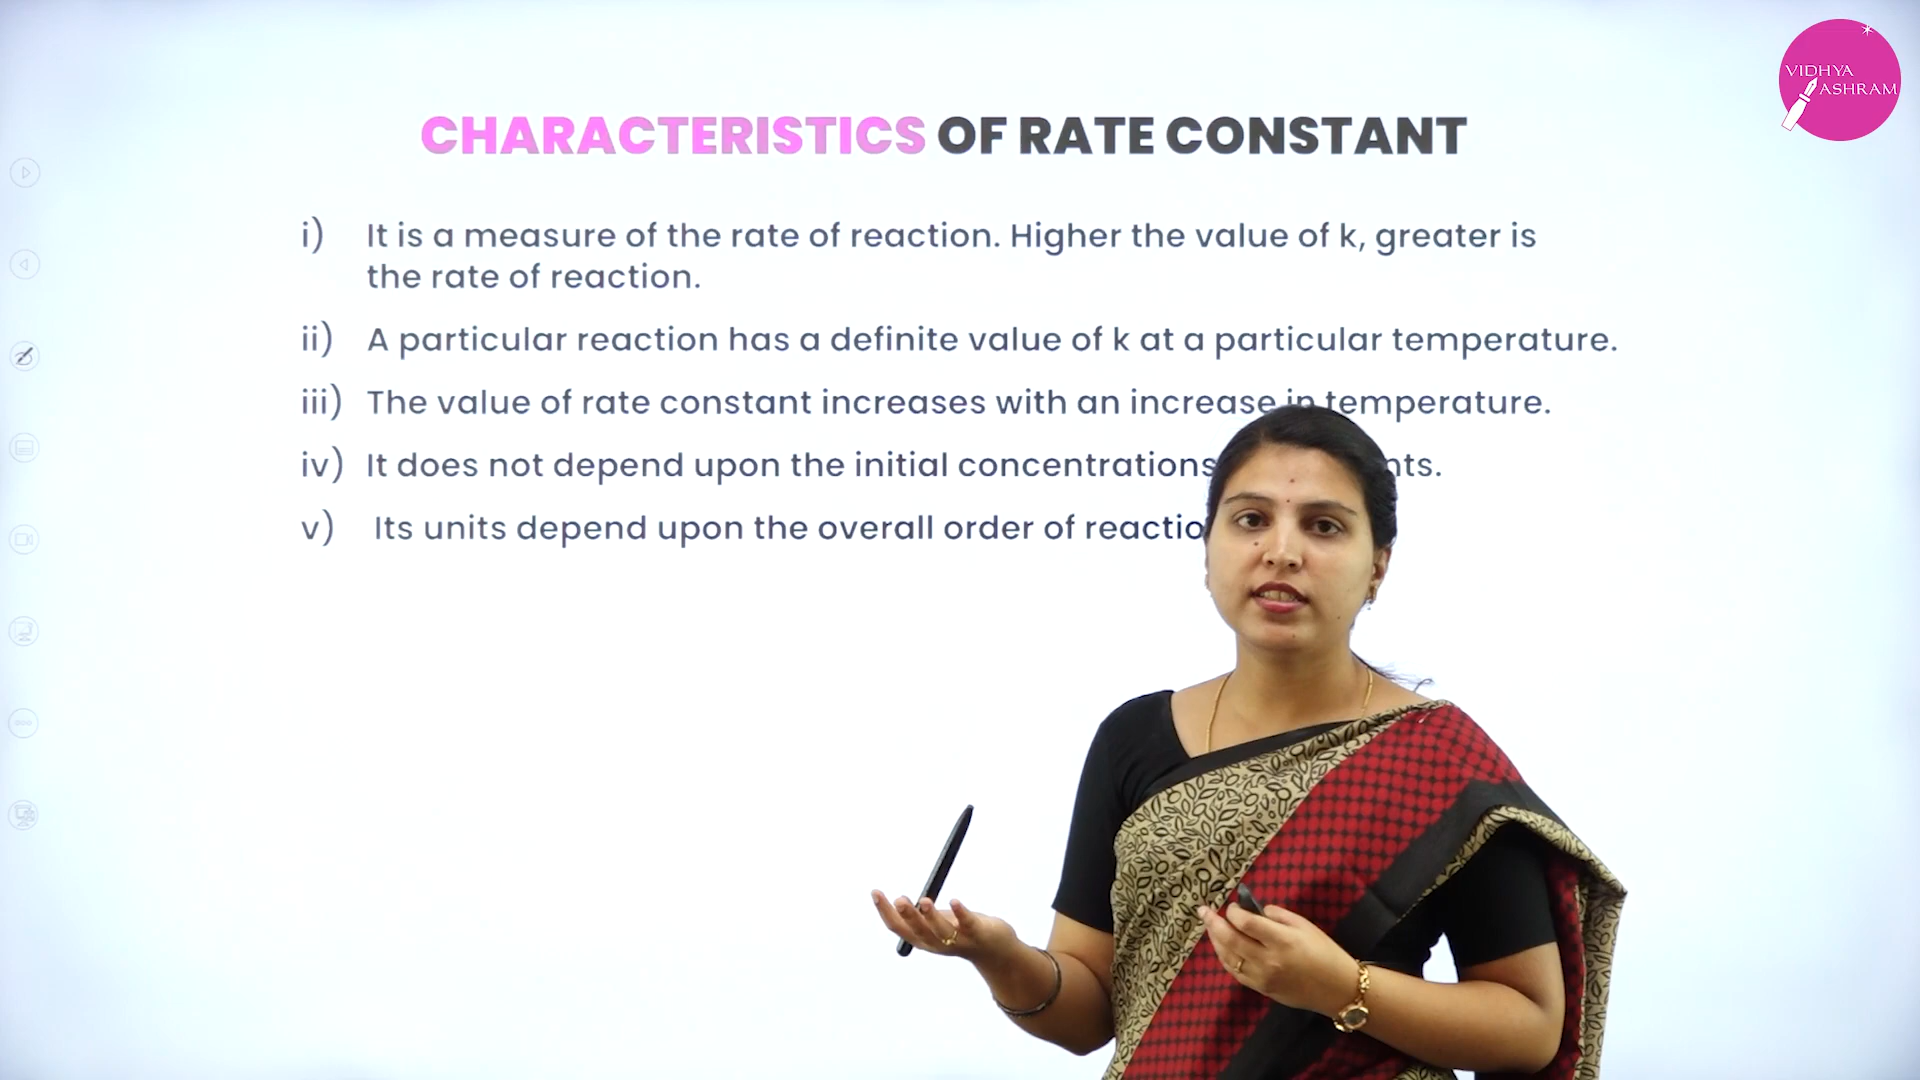 VIDHYA
ASHRAM
CHARACTERISTICS OF RATE CONSTANT
i) It is a measure of the rate of reaction. Higher the value of k, greater is
the rate of reaction.
ii) A particular reaction has a definite value of k at a particular temperature.
iii) The value of rate constant increases with an increase in temperature.
iv) It does not depend upon the initial concentrations
v) Its units depend upon the overall order of